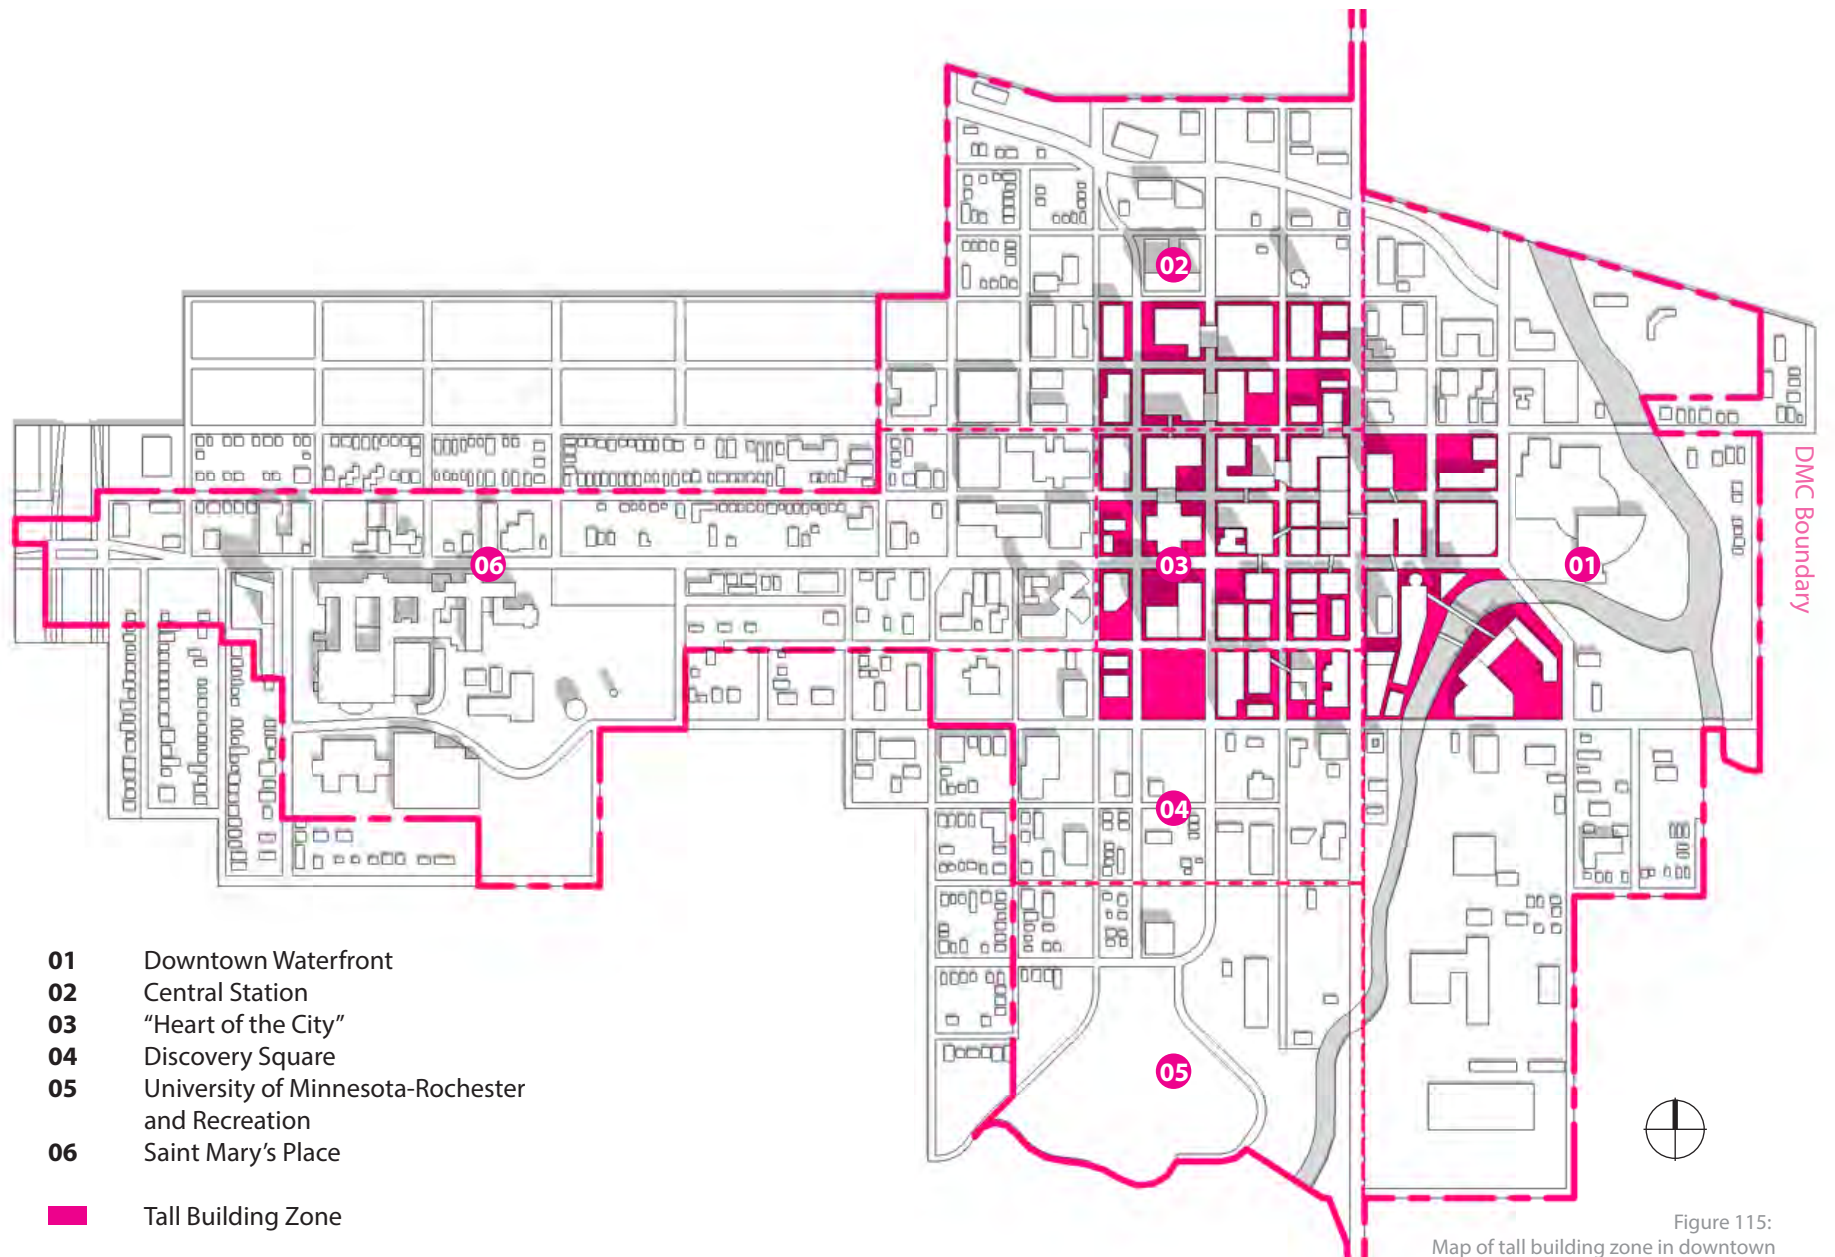 02
DMC Boundary
06
03
01
04
05
01 Downtown Waterfront
02 Central Station
03 “Heart of the City”
04 Discovery Square
05 University of Minnesota-Rochester
and Recreation
06 Saint Mary’s Place
Tall Building Zone
Figure 115:
Map of tall building zone in downtown